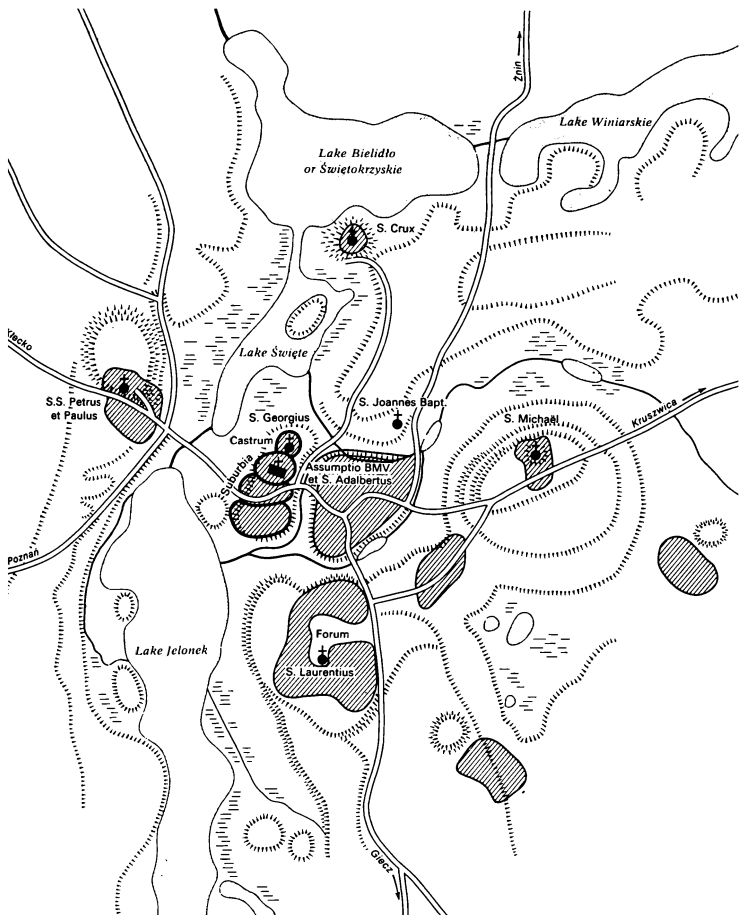 Żnin
Lake Winiarskie
Lake Bielidło
or Świętokrzyskie
S. Crux
Kłecko
Lake Święte
S.S. Petrus
et Paulus
S. Joannes Bapt.
S. Georgius
S. Michaël
Kruszwica
Castrum
Suburbia
Assumptio BMV
et S. Adalbertus
Poznań
Forum
Lake Jelonek
S. Laurentius
Giecz